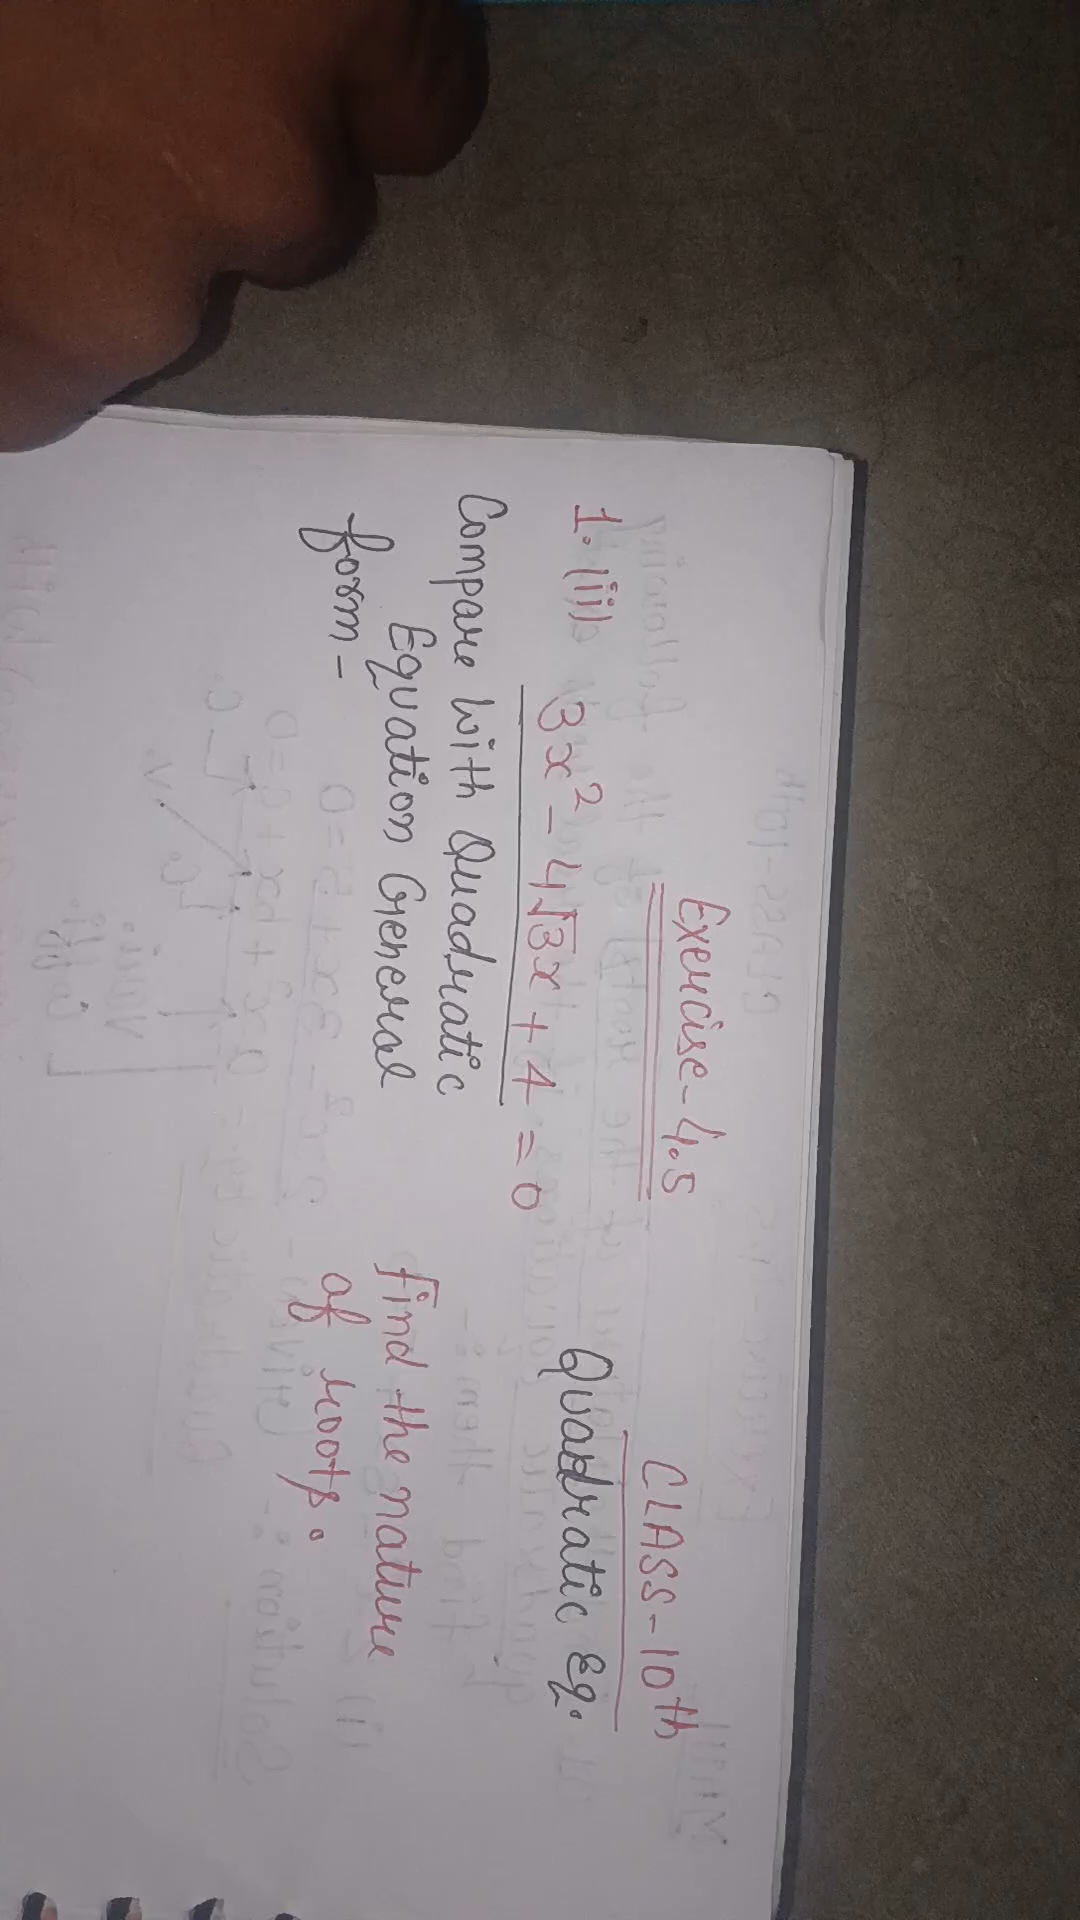 CLASS-10th
Exercise-4.5
Quadratic Eq.
1.(ii) 3x² - 4√3x + 4 = 0
Compare With Quadratic
Equation General
form-
find the nature
of roots.